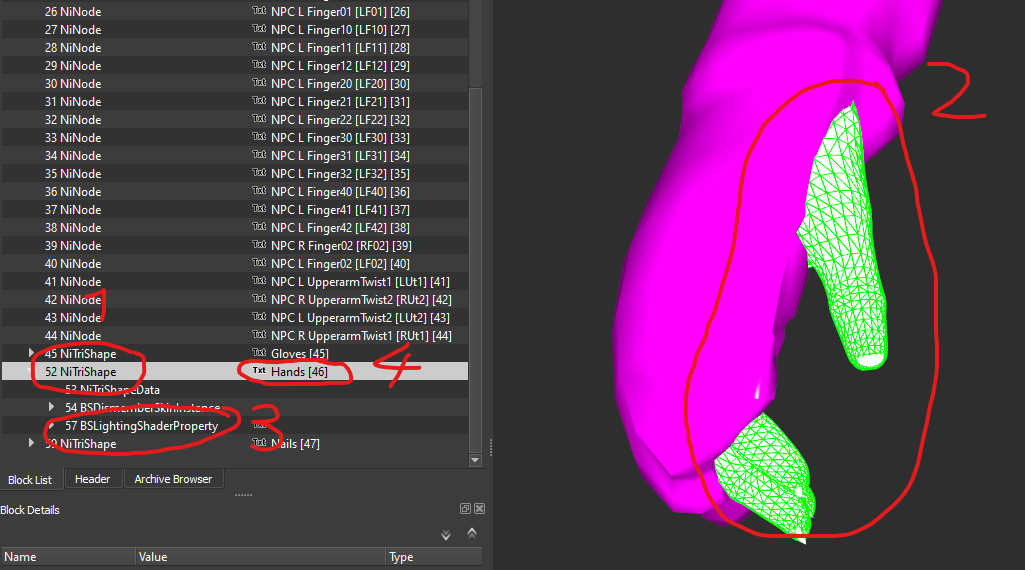 26 NiNode Txt NPC L Finger01 [LF01] [26]
27 NiNode Txt NPC L Finger10 [LF10] [27]
28 NiNode Txt NPC L Finger11 [LF11] [28]
29 NiNode Txt NPC L Finger12 [LF12] [29]
30 NiNode Txt NPC L Finger20 [LF20] [30]
31 NiNode Txt NPC L Finger21 [LF21] [31]
32 NiNode Txt NPC L Finger22 [LF22] [32]
33 NiNode Txt NPC L Finger30 [LF30] [33]
34 NiNode Txt NPC L Finger31 [LF31] [34]
35 NiNode Txt NPC L Finger32 [LF32] [35]
36 NiNode Txt NPC L Finger40 [LF40] [36]
37 NiNode Txt NPC L Finger41 [LF41] [37]
38 NiNode Txt NPC L Finger42 [LF42] [38]
39 NiNode Txt NPC R Finger02 [RF02] [39]
40 NiNode Txt NPC L Finger02 [LF02] [40]
41 NiNode Txt NPC L UpperarmTwist1 [LUt1] [41]
42 NiNode Txt NPC R UpperarmTwist2 [RUt2] [42]
43 NiNode Txt NPC L UpperarmTwist2 [LUt2] [43]
44 NiNode Txt NPC R UpperarmTwist1 [RUt1] [44]
45 NiTriShape Txt Gloves [45]
52 NiTriShape Txt Hands [46]
53 NiTriShapeData
54 BSDismemberSkinInstance
57 BSLightingShaderProperty Txt
NiTriShape Txt Nails [47]
1
2
3
4
Block List Header Archive Browser
Block Details
Name Value Type